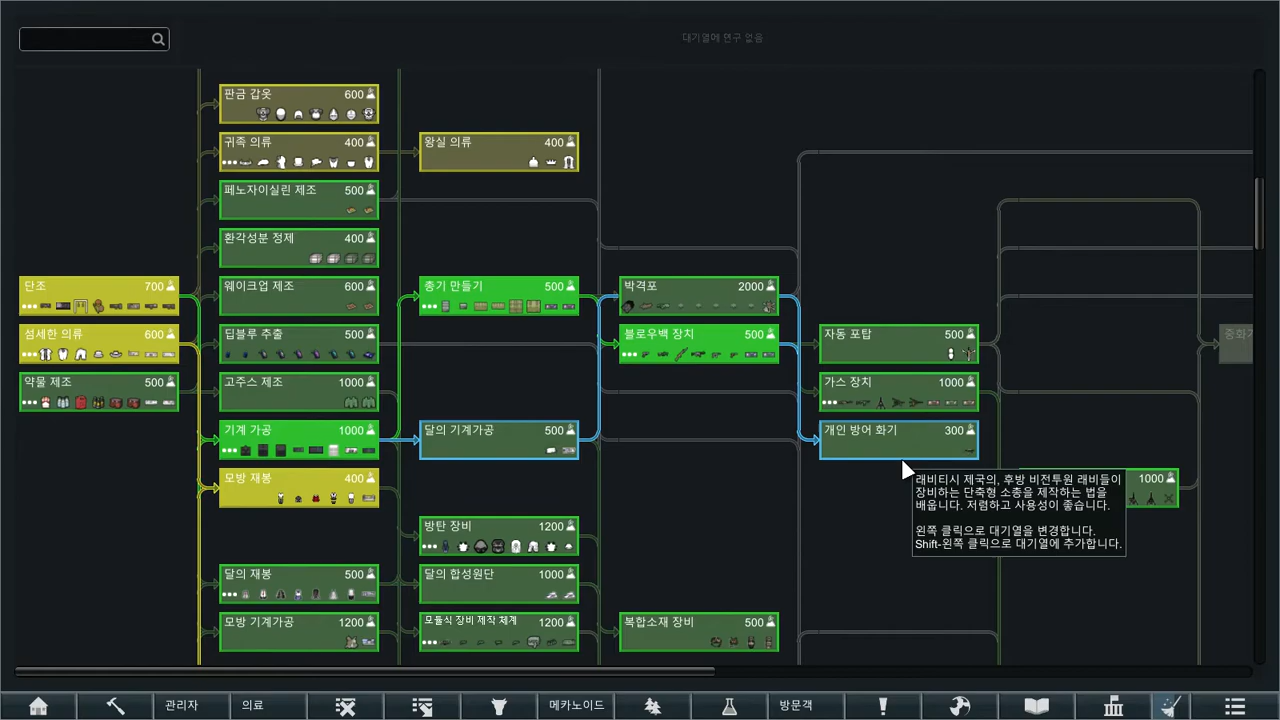 대기열에 연구 없음
판금 갑옷 600
귀족 의류 400
왕실 의류 400
페노자이실린 제조 500
환각성분 정제 400
단조 700
웨이크업 제조 600
총기 만들기 500
박격포 2000
섬세한 의류 600
딥블루 추출 500
블로우백 장치 500
자동 포탑 500
중화기
약물 제조 500
고주스 제조 1000
가스 장치 1000
기계 가공 1000
달의 기계가공 500
개인 방어 화기 300
모방 재봉 400
1000
래비티시 제국의, 후방 비전투원 래비들이
장비하는 단축형 소총을 제작하는 법을
배웁니다. 저렴하고 사용성이 좋습니다.
왼쪽 클릭으로 대기열을 변경합니다.
Shift-왼쪽 클릭으로 대기열에 추가합니다.
방탄 장비 1200
달의 재봉 500
달의 합성원단 1000
모방 기계가공 1200
모듈식 장비 제작 체계 1200
복합소재 장비 500
관리자
의료
메카노이드
방문객